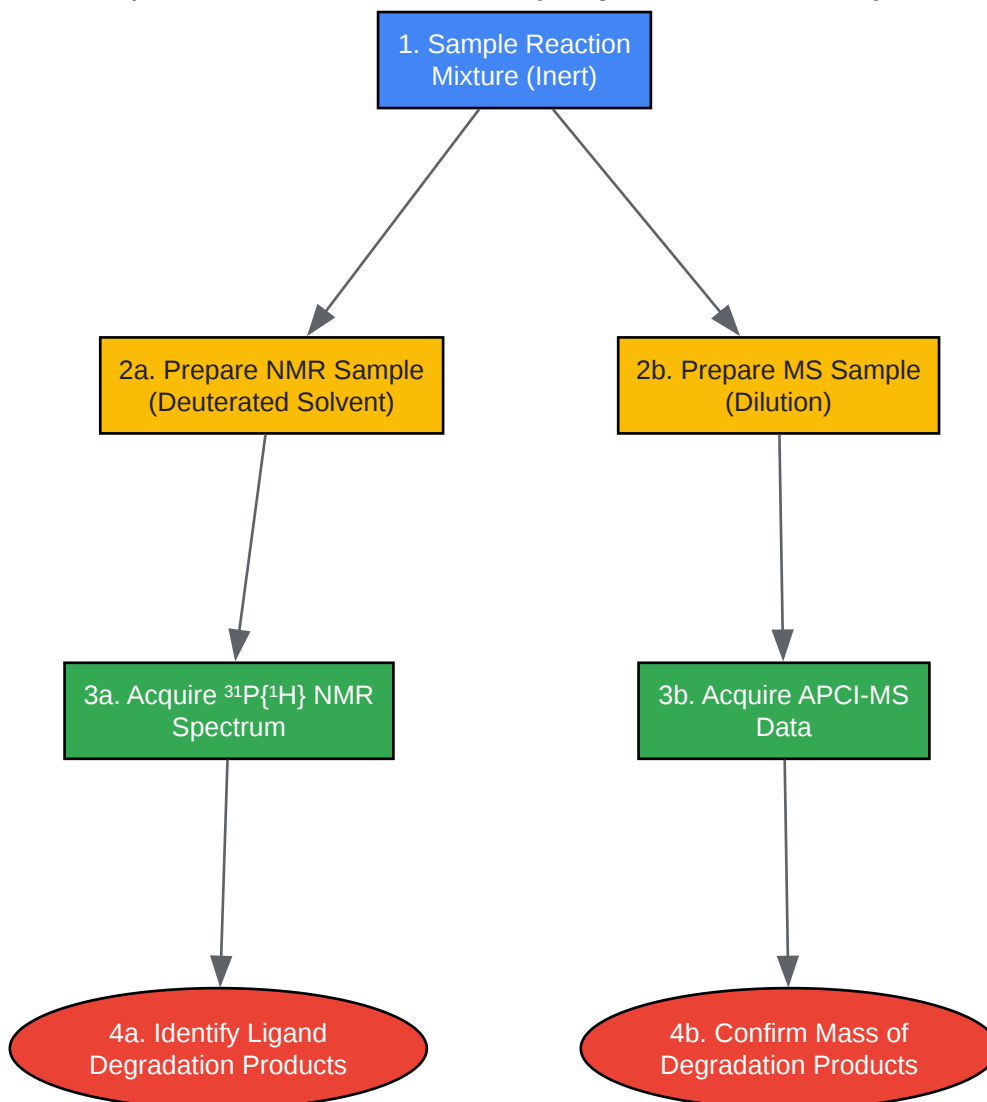 1. Sample Reaction
Mixture (Inert)
2a. Prepare NMR Sample
(Deuterated Solvent)
2b. Prepare MS Sample
(Dilution)
3a. Acquire ³¹P{¹H} NMR
Spectrum
3b. Acquire APCI-MS
Data
4a. Identify Ligand
Degradation Products
4b. Confirm Mass of
Degradation Products